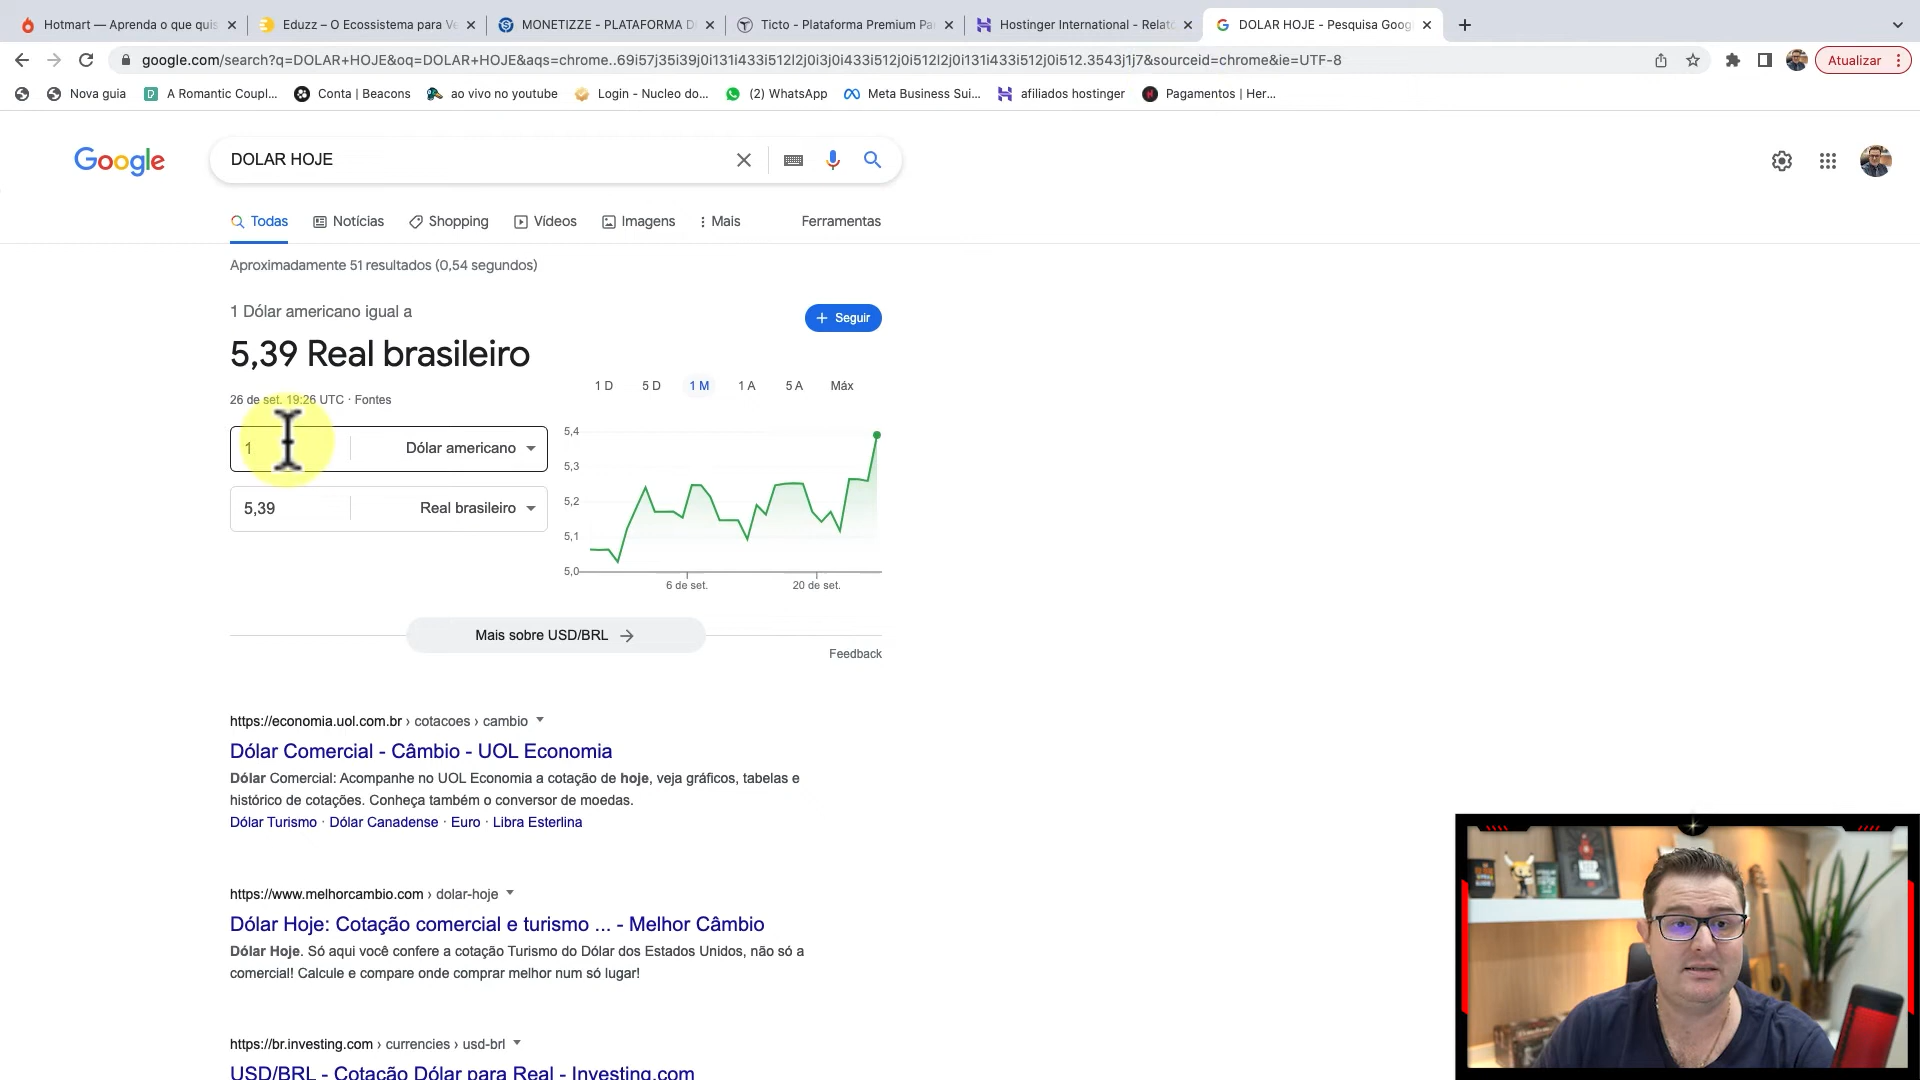 Hotmart — Aprenda o que quis
Eduzz – O Ecossistema para Ve
MONETIZZE - PLATAFORMA D
Ticto - Plataforma Premium Pa
Hostinger International - Relató
DOLAR HOJE - Pesquisa Goog
google.com/search?q=DOLAR+HOJE&oq=DOLAR+HOJE&aqs=chrome..69i57j35i39j0i131i433i512l2j0i3j0i433i512j0i512l2j0i131i433i512j0i512.3543j1j7&sourceid=chrome&ie=UTF-8
Atualizar
Nova guia
A Romantic Coupl...
Conta | Beacons
ao vivo no youtube
Login - Nucleo do...
(2) WhatsApp
Meta Business Sui...
afiliados hostinger
Pagamentos | Her...
Google
DOLAR HOJE
Todas
Notícias
Shopping
Vídeos
Imagens
Mais
Ferramentas
Aproximadamente 51 resultados (0,54 segundos)
1 Dólar americano igual a
+ Seguir
5,39 Real brasileiro
26 de set. 19:26 UTC · Fontes
1 D
5 D
1 M
1 A
5 A
Máx
1
Dólar americano
5,39
Real brasileiro
5,4
5,3
5,2
5,1
5,0
6 de set.
20 de set.
Mais sobre USD/BRL
Feedback
https://economia.uol.com.br › cotacoes › cambio
Dólar Comercial - Câmbio - UOL Economia
Dólar Comercial: Acompanhe no UOL Economia a cotação de hoje, veja gráficos, tabelas e
histórico de cotações. Conheça também o conversor de moedas.
Dólar Turismo · Dólar Canadense · Euro · Libra Esterlina
https://www.melhorcambio.com › dolar-hoje
Dólar Hoje: Cotação comercial e turismo ... - Melhor Câmbio
Dólar Hoje. Só aqui você confere a cotação Turismo do Dólar dos Estados Unidos, não só a
comercial! Calcule e compare onde comprar melhor num só lugar!
https://br.investing.com › currencies › usd-brl
USD/BRL - Cotação Dólar para Real - Investing.com